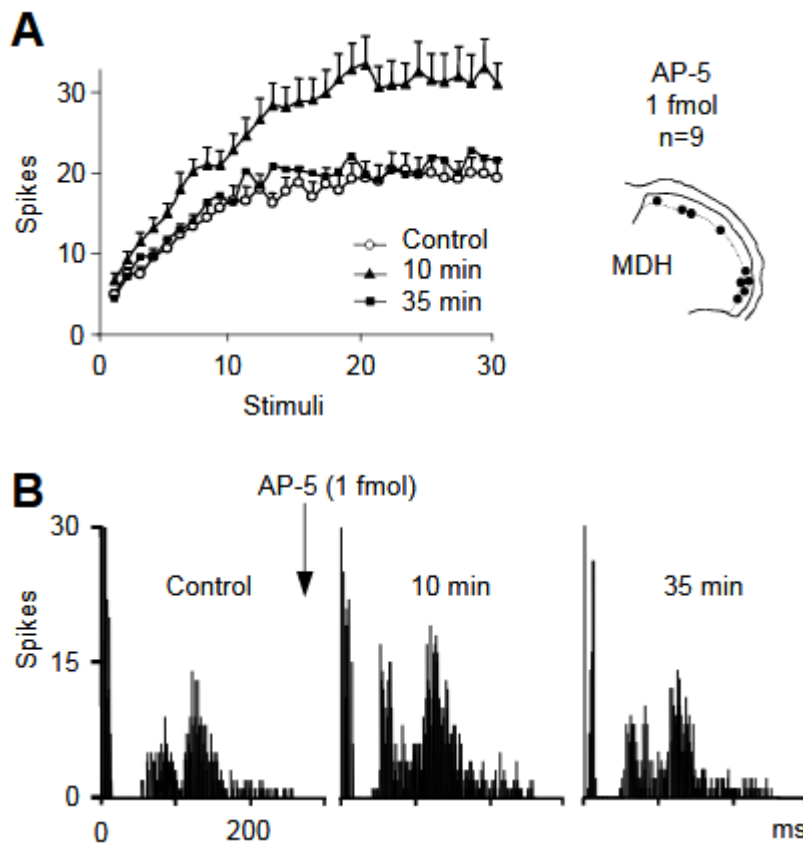 A
30
20
10
0
Spikes
Control
10 min
35 min
0
10
20
30
Stimuli
AP-5
1 fmol
n=9
MDH
B
AP-5 (1 fmol)
30
15
0
Spikes
Control
10 min
35 min
0
200
ms